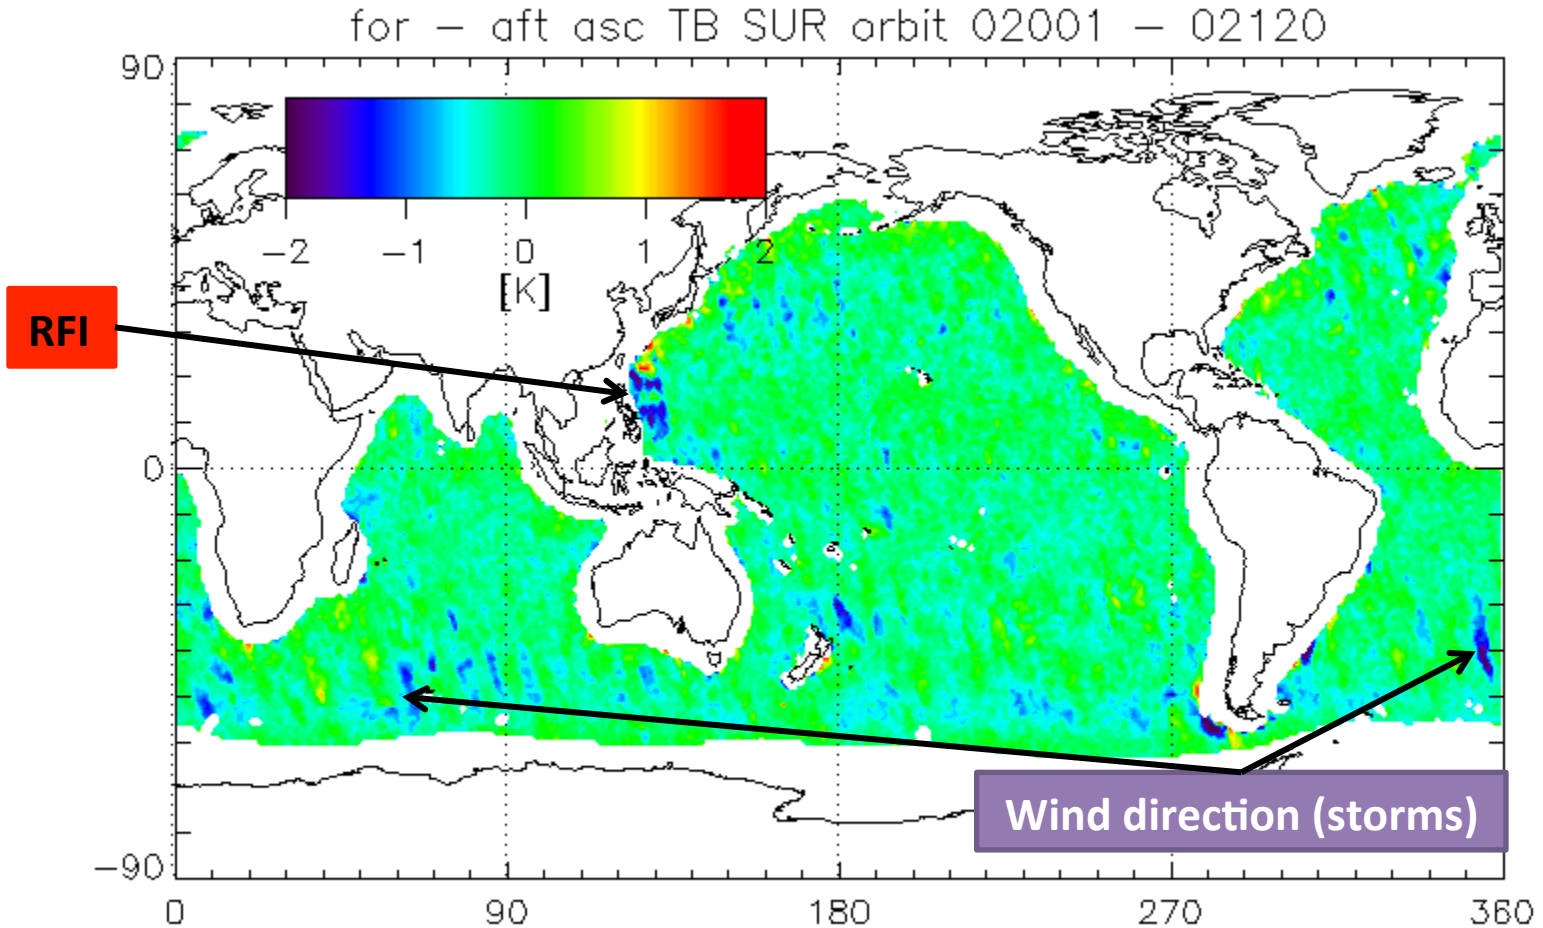 for – aft asc TB SUR orbit 02001 – 02120
90
−2 −1 0 1 2
[K]
RFI
0
Wind direction (storms)
−90
0 90 180 270 360